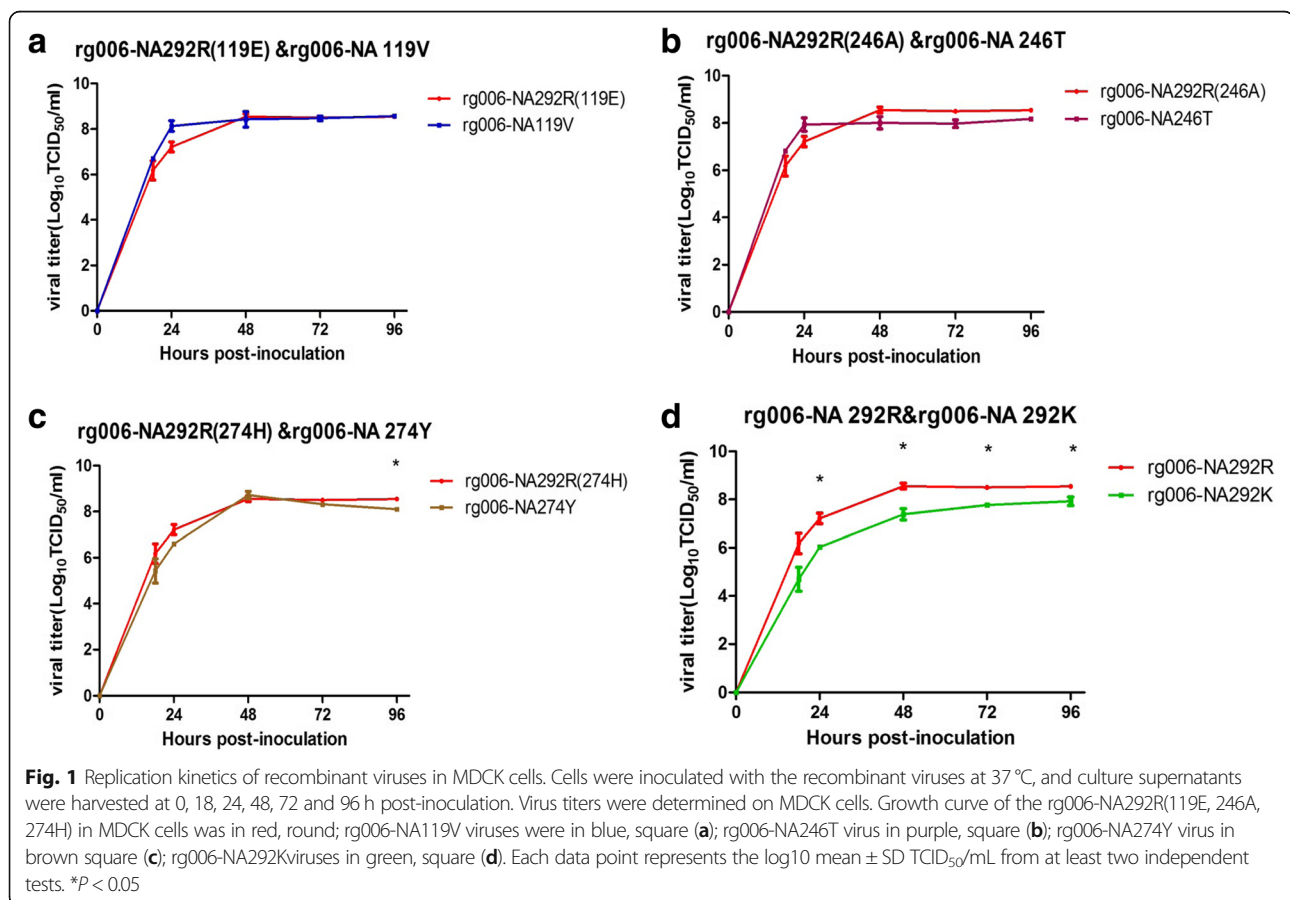 a
rg006-NA292R(119E) &rg006-NA 119V
viral titer(Log10TCID50/ml)
10
8
6
4
2
0
0 24 48 72 96
Hours post-inoculation
rg006-NA292R(119E)
rg006-NA119V
b
rg006-NA292R(246A) &rg006-NA 246T
viral titer(Log10TCID50/ml)
10
8
6
4
2
0
0 24 48 72 96
Hours post-inoculation
rg006-NA292R(246A)
rg006-NA246T
c
rg006-NA292R(274H) &rg006-NA 274Y
viral titer(Log10TCID50/ml)
10
8
6
4
2
0
*
0 24 48 72 96
Hours post-inoculation
rg006-NA292R(274H)
rg006-NA274Y
d
rg006-NA 292R&rg006-NA 292K
viral titer(Log10TCID50/ml)
10
8
6
4
2
0
* * * *
0 24 48 72 96
Hours post-inoculation
rg006-NA292R
rg006-NA292K
Fig. 1 Replication kinetics of recombinant viruses in MDCK cells. Cells were inoculated with the recombinant viruses at 37 °C, and culture supernatants
were harvested at 0, 18, 24, 48, 72 and 96 h post-inoculation. Virus titers were determined on MDCK cells. Growth curve of the rg006-NA292R(119E, 246A,
274H) in MDCK cells was in red, round; rg006-NA119V viruses were in blue, square (a); rg006-NA246T virus in purple, square (b); rg006-NA274Y virus in
brown square (c); rg006-NA292Kviruses in green, square (d). Each data point represents the log10 mean ± SD TCID50/mL from at least two independent
tests. *P < 0.05